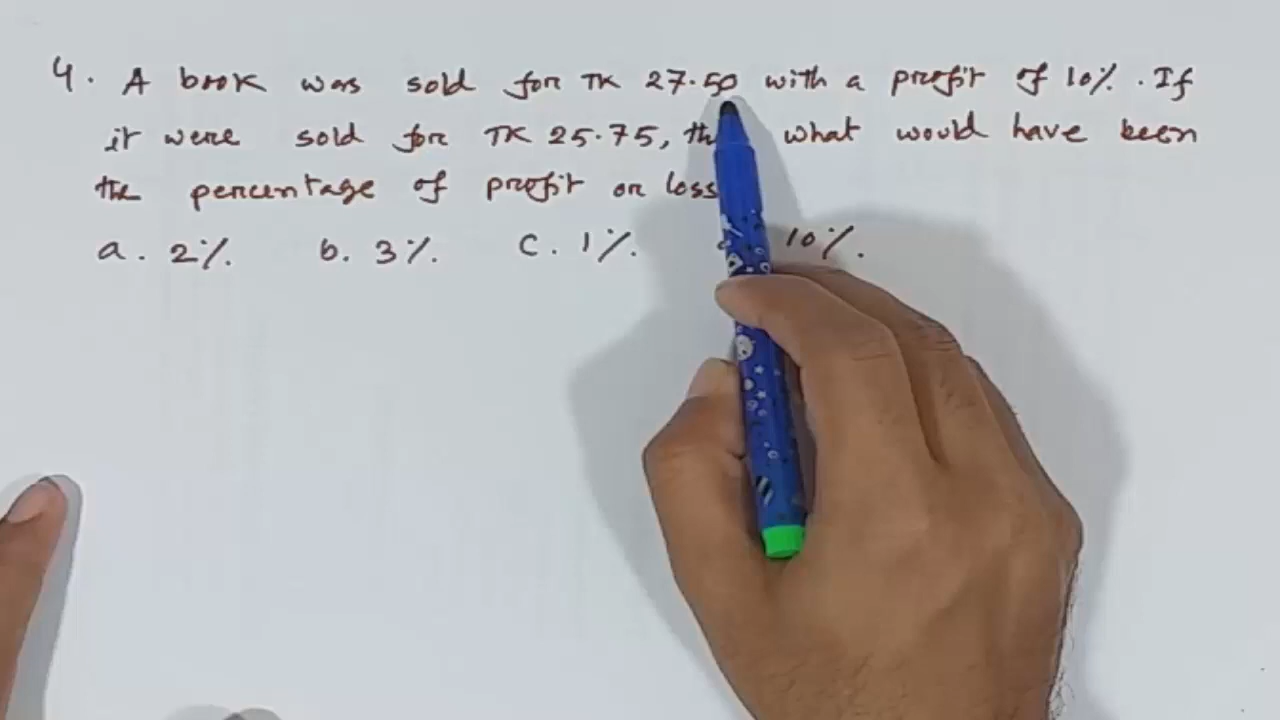 4. A book was sold for TK 27.50 with a profit of 10%. If
it were sold for TK 25.75, what would have been
the percentage of profit or loss
a. 2%. b. 3%. c. 1%. 10%.